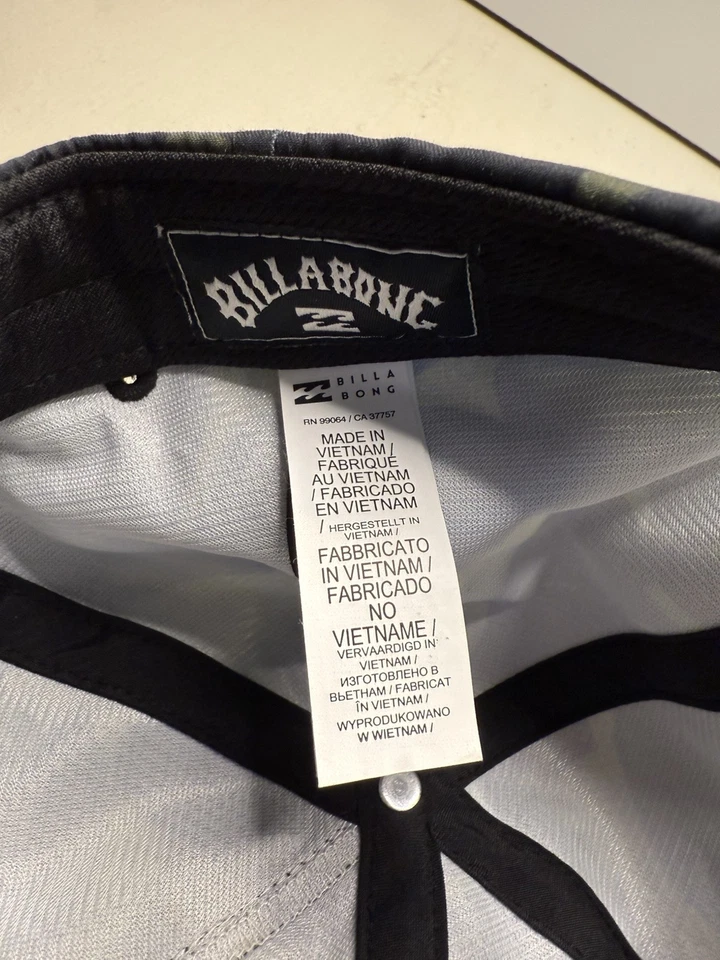 BILLABONG
BILLA
BONG
RN 99064 / CA 37757
MADE IN
VIETNAM /
FABRIQUE
AU VIETNAM
/ FABRICADO
EN VIETNAM
/ HERGESTELLT IN
VIETNAM /
FABBRICATO
IN VIETNAM /
FABRICADO
NO
VIETNAME /
VERVAARDIGD IN
VIETNAM /
ИЗГОТОВЛЕНО В
ВЬЕТНАМ / FABRICAT
ÎN VIETNAM /
WYPRODUKOWANO
W WIETNAM /